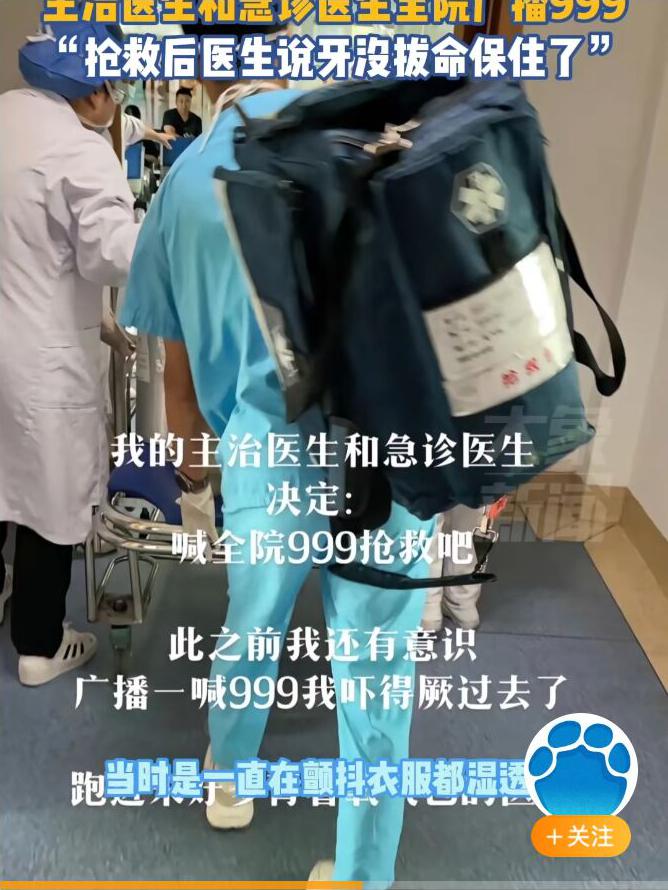 主治医生和急诊医生全院广播999
“抢救后医生说牙没拔命保住了”
大象
新闻
我的主治医生和急诊医生
决定:
喊全院999抢救吧
此之前我还有意识
广播一喊999我吓得厥过去了
当时是一直在颤抖衣服都湿透
+关注